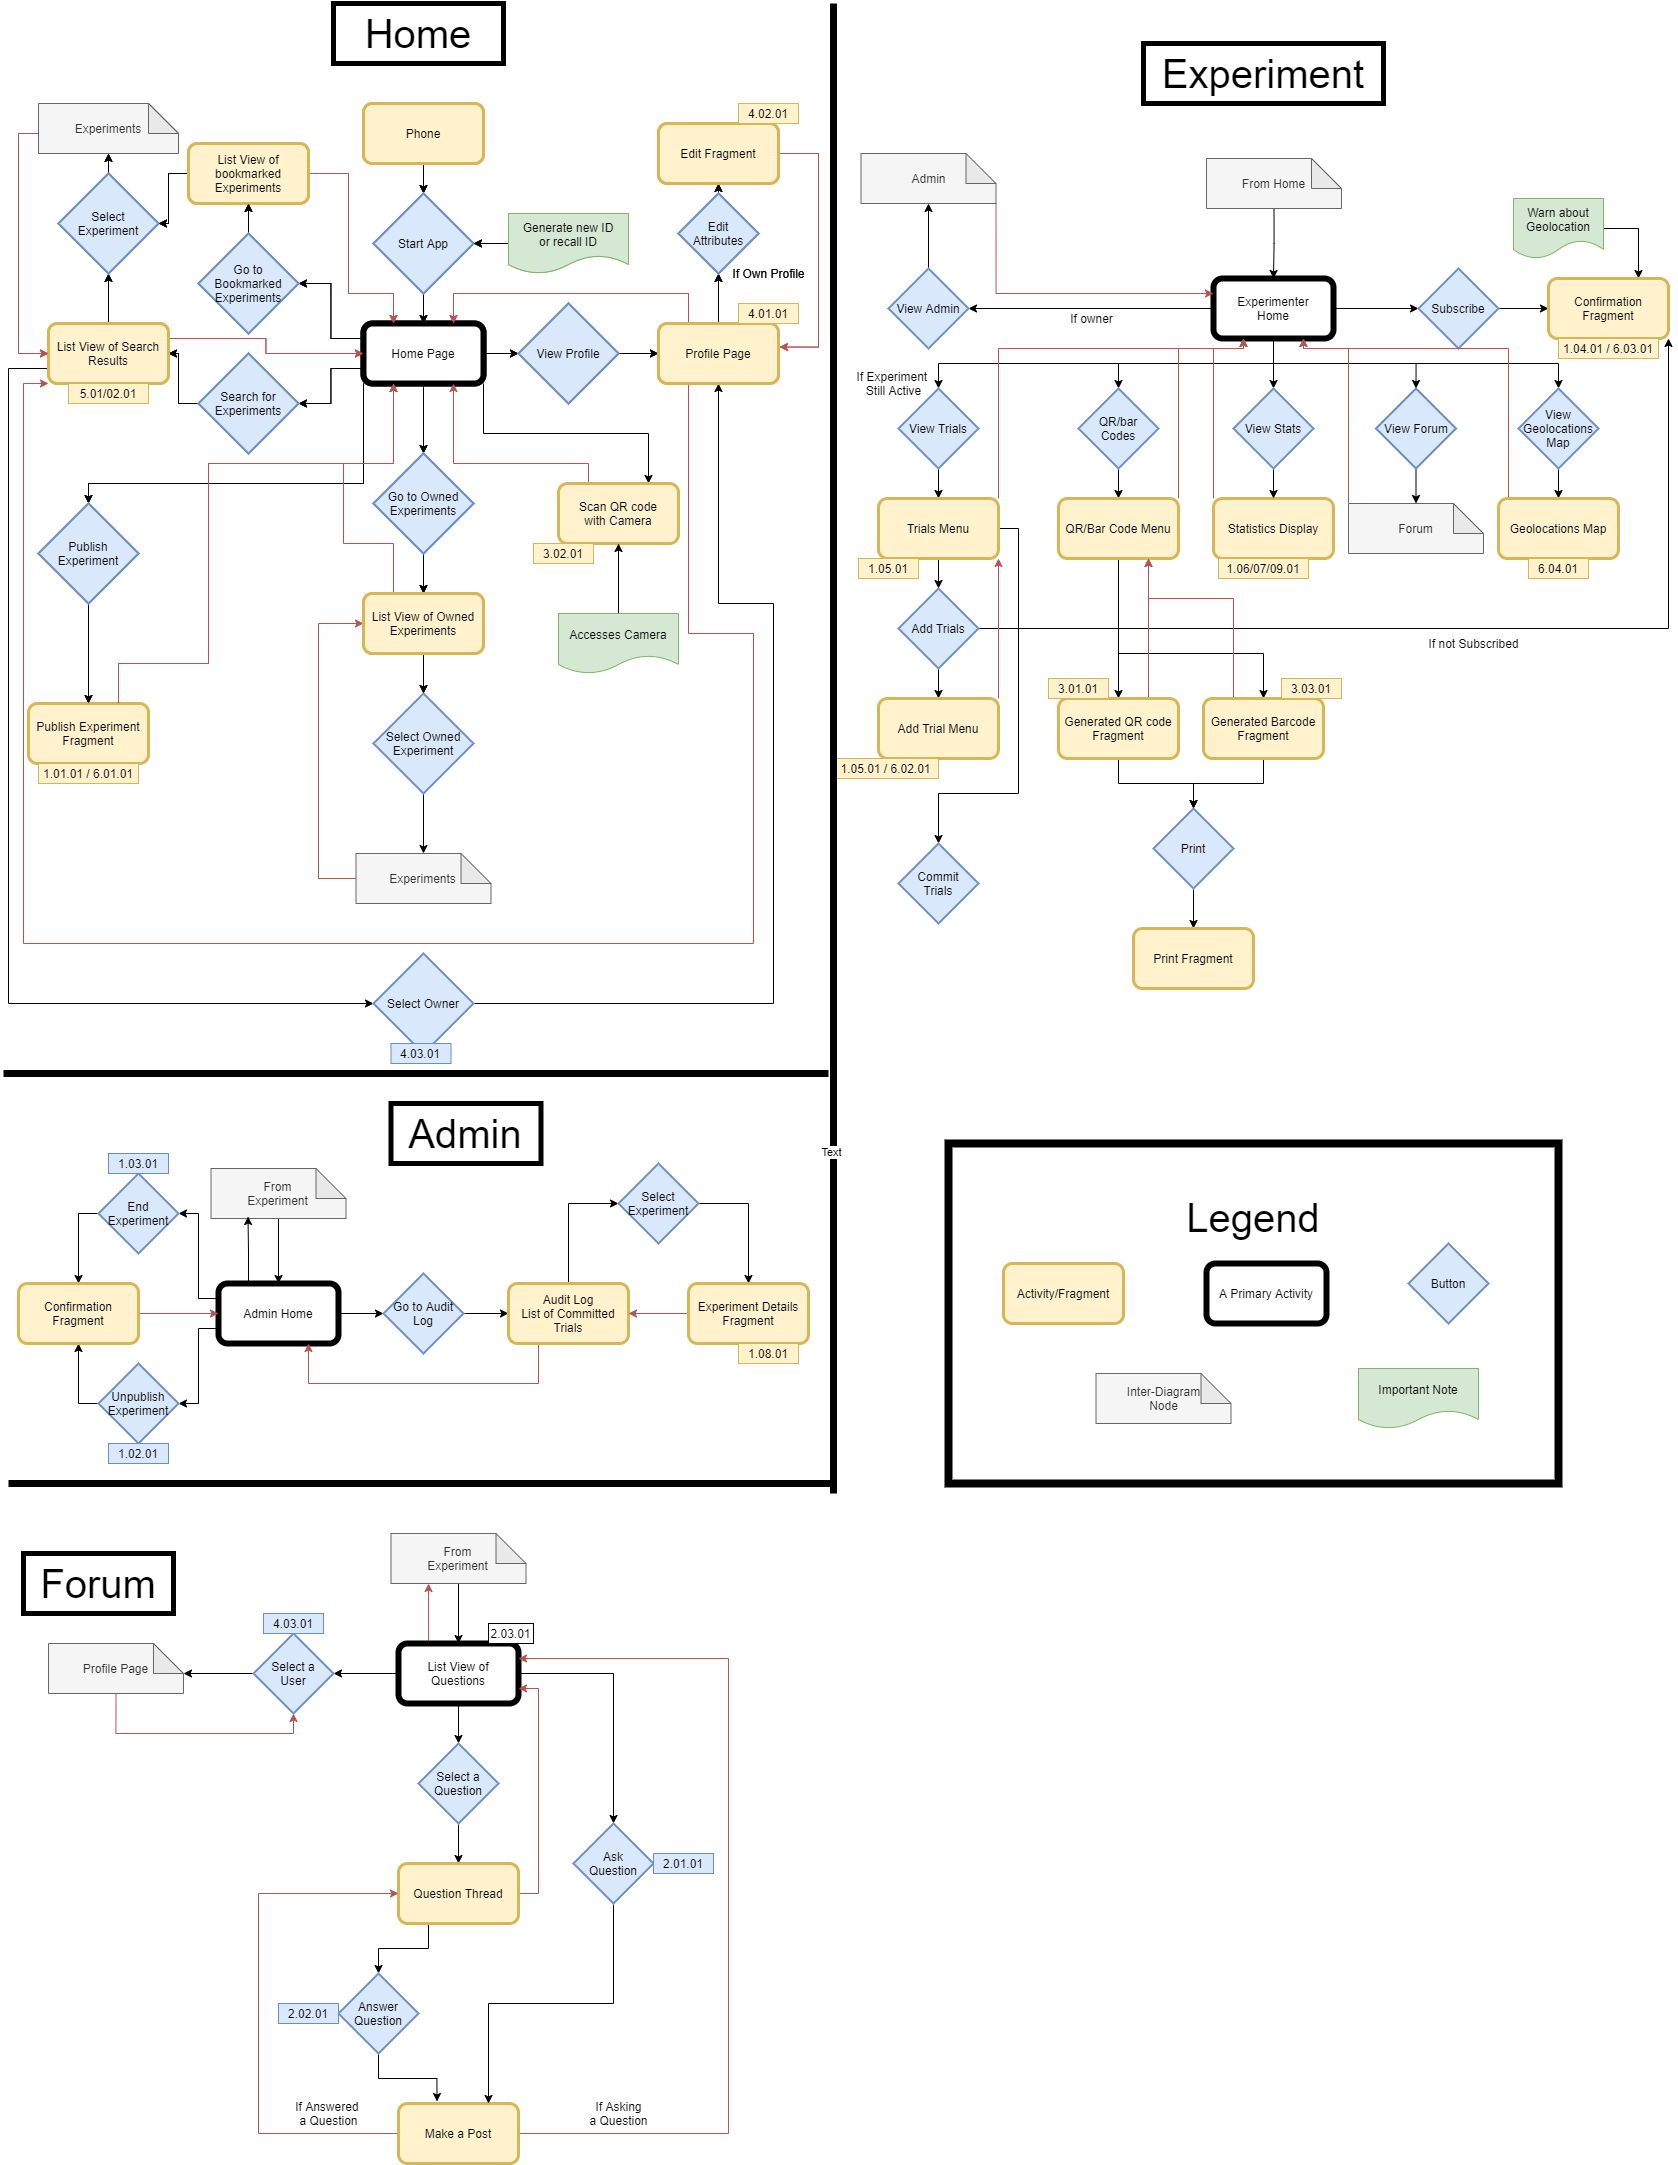 Home
Experiments
List View of
bookmarked
Experiments
Phone
4.02.01
Edit Fragment
Select
Experiment
Start App
Generate new ID
or recall ID
Edit
Attributes
Go to
Bookmarked
Experiments
If Own Profile
4.01.01
List View of Search
Results
5.01/02.01
Home Page
View Profile
Profile Page
Search for
Experiments
Go to Owned
Experiments
Scan QR code
with Camera
3.02.01
Publish
Experiment
List View of Owned
Experiments
Accesses Camera
Publish Experiment
Fragment
1.01.01 / 6.01.01
Select Owned
Experiment
Experiments
Select Owner
4.03.01
Experiment
Admin
From Home
Warn about
Geolocation
View Admin
If owner
Experimenter
Home
Subscribe
Confirmation
Fragment
1.04.01 / 6.03.01
If Experiment
Still Active
View Trials
QR/bar
Codes
View Stats
View Forum
View
Geolocations
Map
Trials Menu
1.05.01
QR/Bar Code Menu
Statistics Display
1.06/07/09.01
Forum
Geolocations Map
6.04.01
Add Trials
If not Subscribed
3.01.01
3.03.01
Add Trial Menu
1.05.01 / 6.02.01
Generated QR code
Fragment
Generated Barcode
Fragment
Print
Commit
Trials
Print Fragment
Admin
Text
1.03.01
End
Experiment
From
Experiment
Select
Experiment
Confirmation
Fragment
Admin Home
Go to Audit
Log
Audit Log
List of Committed
Trials
Experiment Details
Fragment
1.08.01
Unpublish
Experiment
1.02.01
Legend
Activity/Fragment
A Primary Activity
Button
Inter-Diagram
Node
Important Note
Forum
From
Experiment
4.03.01
2.03.01
Profile Page
Select a
User
List View of
Questions
Select a
Question
Ask
Question
2.01.01
Question Thread
2.02.01
Answer
Question
If Answered
a Question
If Asking
a Question
Make a Post